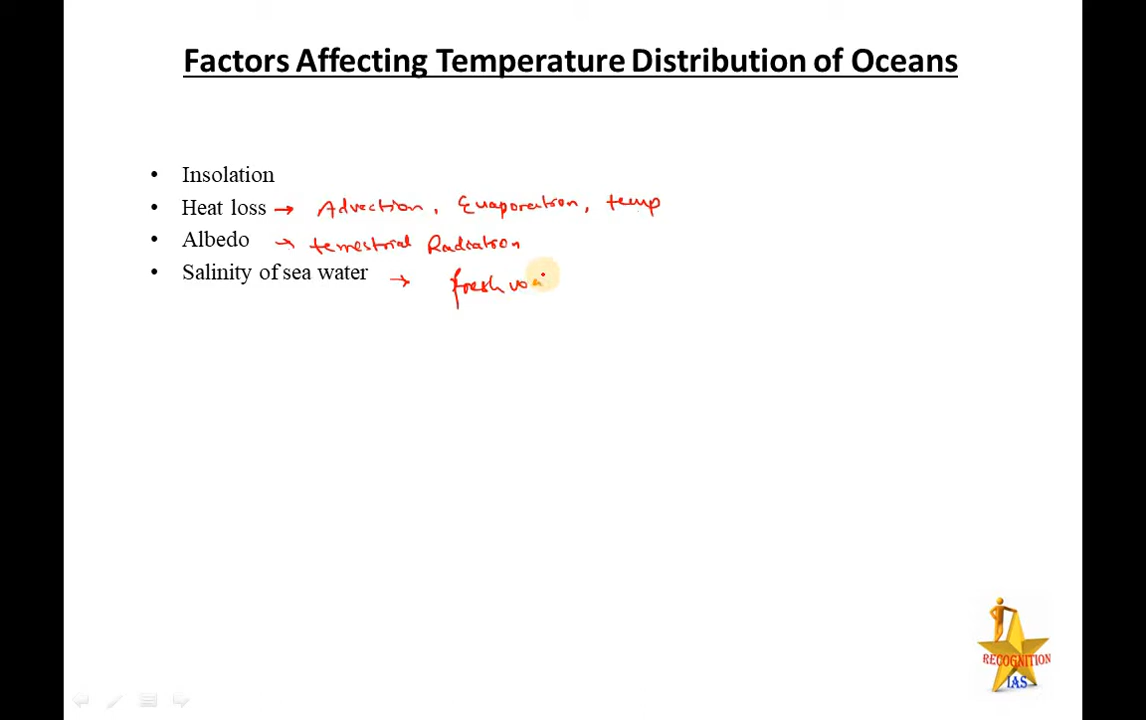 Factors Affecting Temperature Distribution of Oceans
• Insolation
• Heat loss → Advection, Evaporation, temp
• Albedo → terrestrial Radiation
• Salinity of sea water → fresh
RECOGNITION
IAS